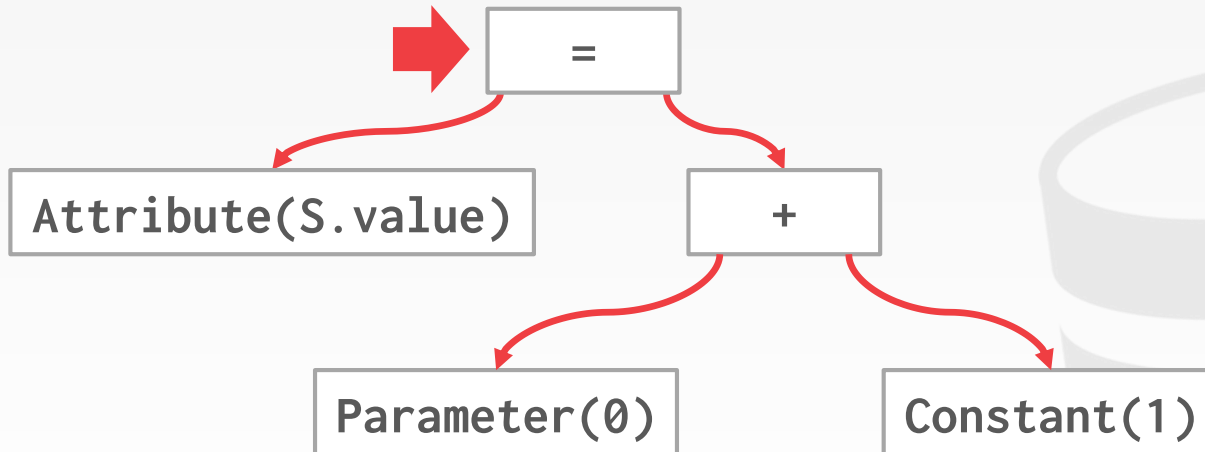 =
Attribute(S.value)
+
Parameter(0)
Constant(1)